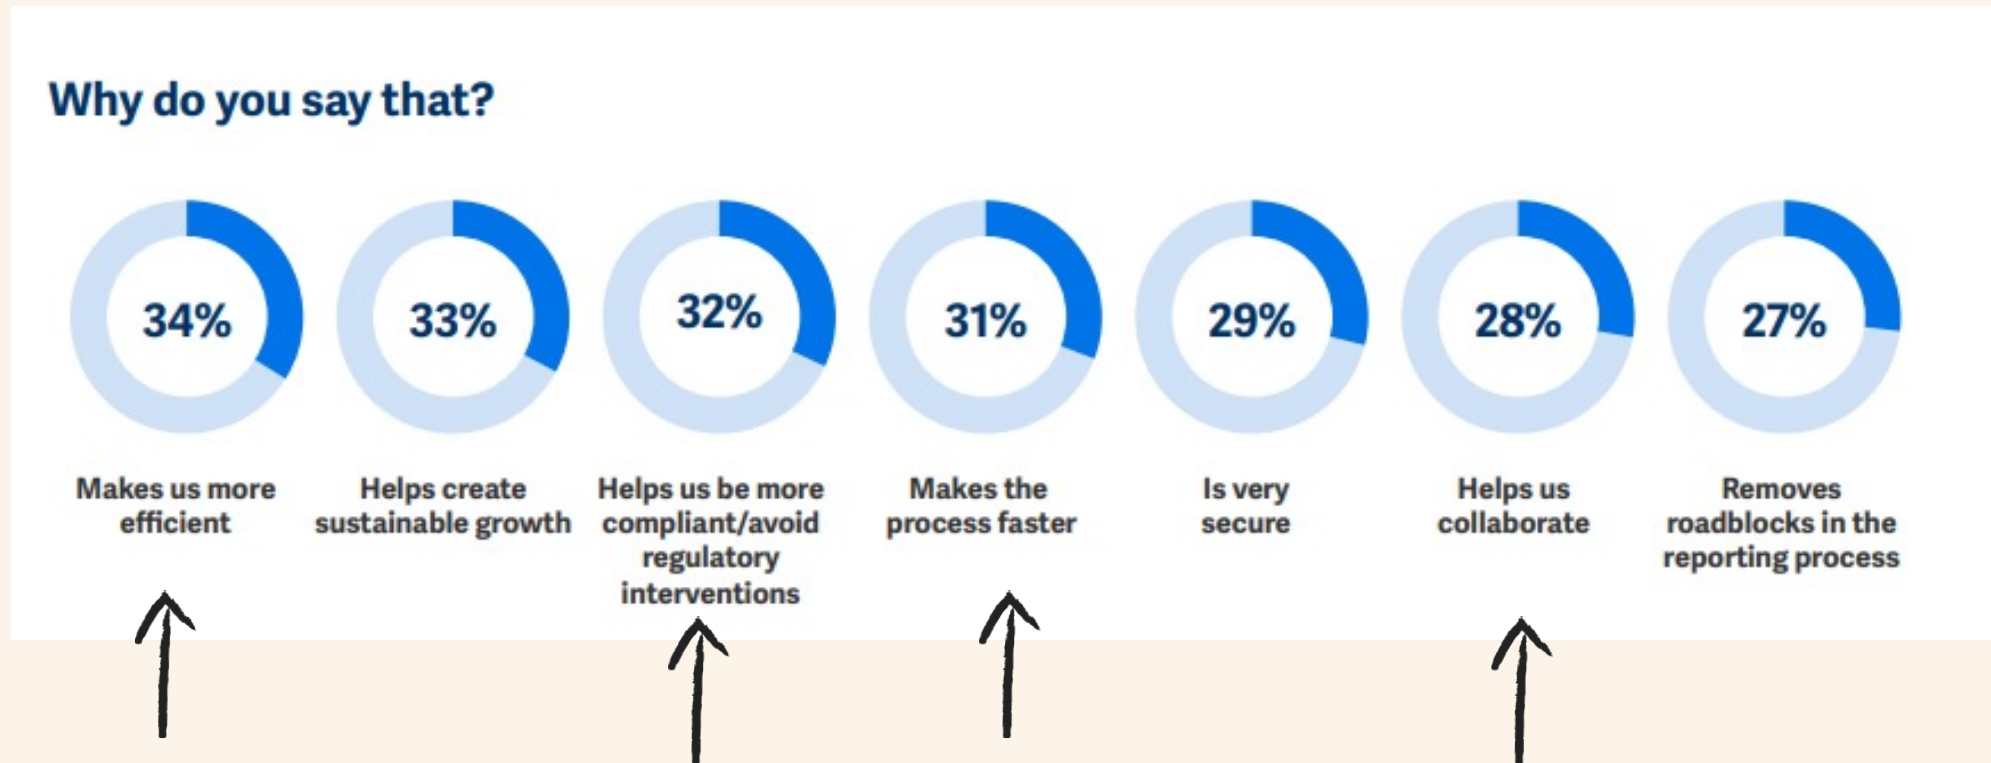 Why do you say that?
34%
33%
32%
31%
29%
28%
27%
Makes us more
efficient
Helps create
sustainable growth
Helps us be more
compliant/avoid
regulatory
interventions
Makes the
process faster
Is very
secure
Helps us
collaborate
Removes
roadblocks in the
reporting process